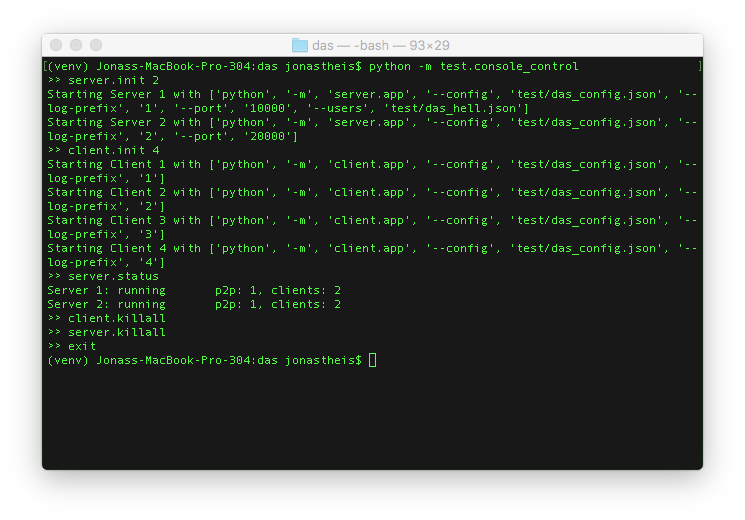 das — -bash — 93×29
[(venv) Jonass-MacBook-Pro-304:das jonastheis$ python -m test.console_control ]
>> server.init 2
Starting Server 1 with ['python', '-m', 'server.app', '--config', 'test/das_config.json', '--
log-prefix', '1', '--port', '10000', '--users', 'test/das_hell.json']
Starting Server 2 with ['python', '-m', 'server.app', '--config', 'test/das_config.json', '--
log-prefix', '2', '--port', '20000']
>> client.init 4
Starting Client 1 with ['python', '-m', 'client.app', '--config', 'test/das_config.json', '--
log-prefix', '1']
Starting Client 2 with ['python', '-m', 'client.app', '--config', 'test/das_config.json', '--
log-prefix', '2']
Starting Client 3 with ['python', '-m', 'client.app', '--config', 'test/das_config.json', '--
log-prefix', '3']
Starting Client 4 with ['python', '-m', 'client.app', '--config', 'test/das_config.json', '--
log-prefix', '4']
>> server.status
Server 1: running p2p: 1, clients: 2
Server 2: running p2p: 1, clients: 2
>> client.killall
>> server.killall
>> exit
(venv) Jonass-MacBook-Pro-304:das jonastheis$